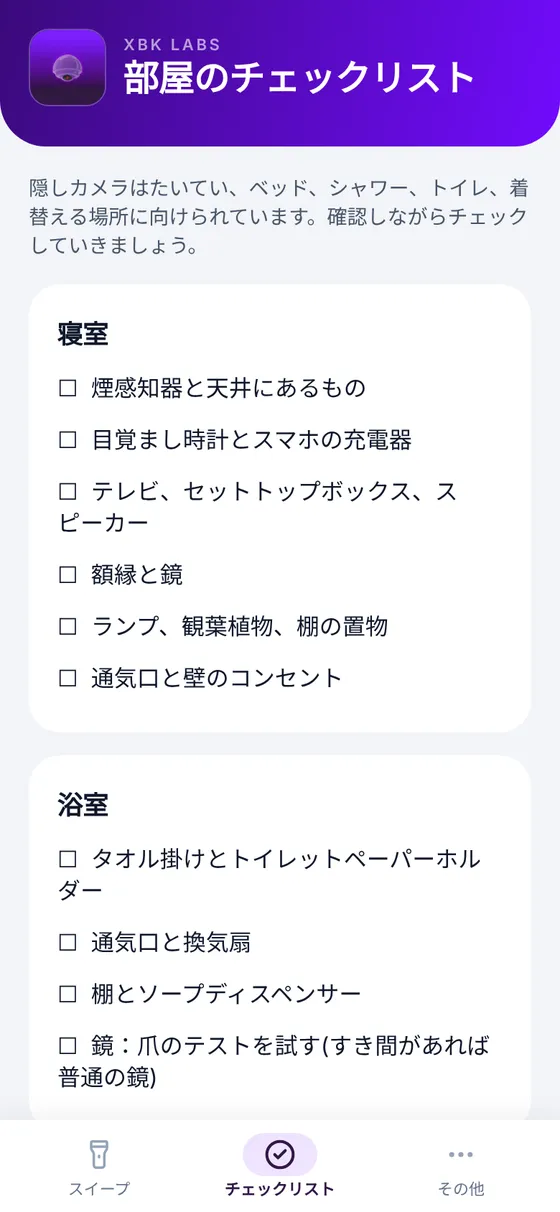 XBK LABS
部屋のチェックリスト
隠しカメラはたいてい、ベッド、シャワー、トイレ、着
替える場所に向けられています。確認しながらチェック
していきましょう。
寝室
☐ 煙感知器と天井にあるもの
☐ 目覚まし時計とスマホの充電器
☐ テレビ、セットトップボックス、ス
ピーカー
☐ 額縁と鏡
☐ ランプ、観葉植物、棚の置物
☐ 通気口と壁のコンセント
浴室
☐ タオル掛けとトイレットペーパーホル
ダー
☐ 通気口と換気扇
☐ 棚とソープディスペンサー
☐ 鏡：爪のテストを試す(すき間があれば
普通の鏡)
スイープ
チェックリスト
その他